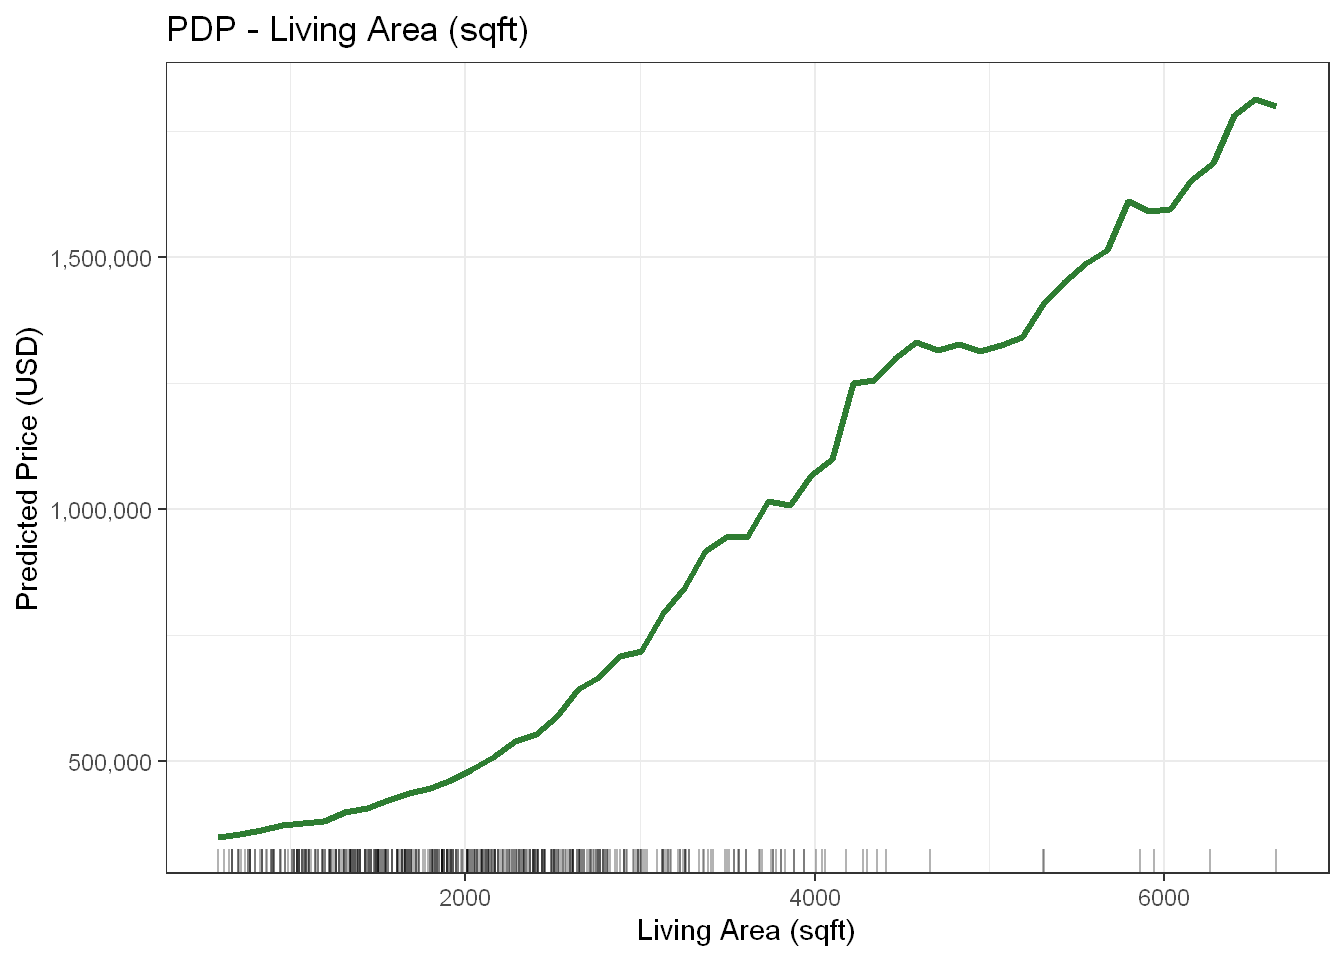 PDP - Living Area (sqft)
1,500,000
1,000,000
500,000
Predicted Price (USD)
2000
4000
6000
Living Area (sqft)